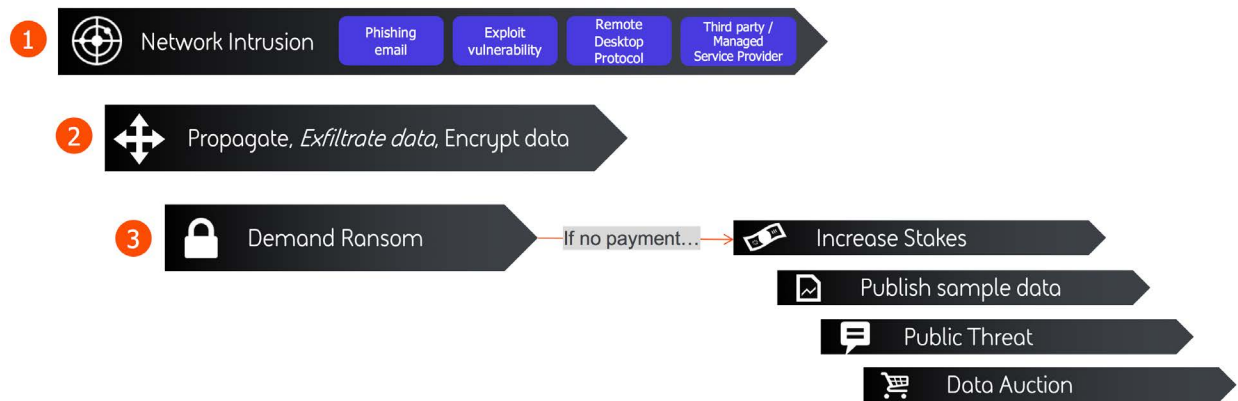 1
Network Intrusion
Phishing
email
Exploit
vulnerability
Remote
Desktop
Protocol
Third party /
Managed
Service Provider
2
Propagate, Exfiltrate data, Encrypt data
3
Demand Ransom
If no payment...
Increase Stakes
Publish sample data
Public Threat
Data Auction